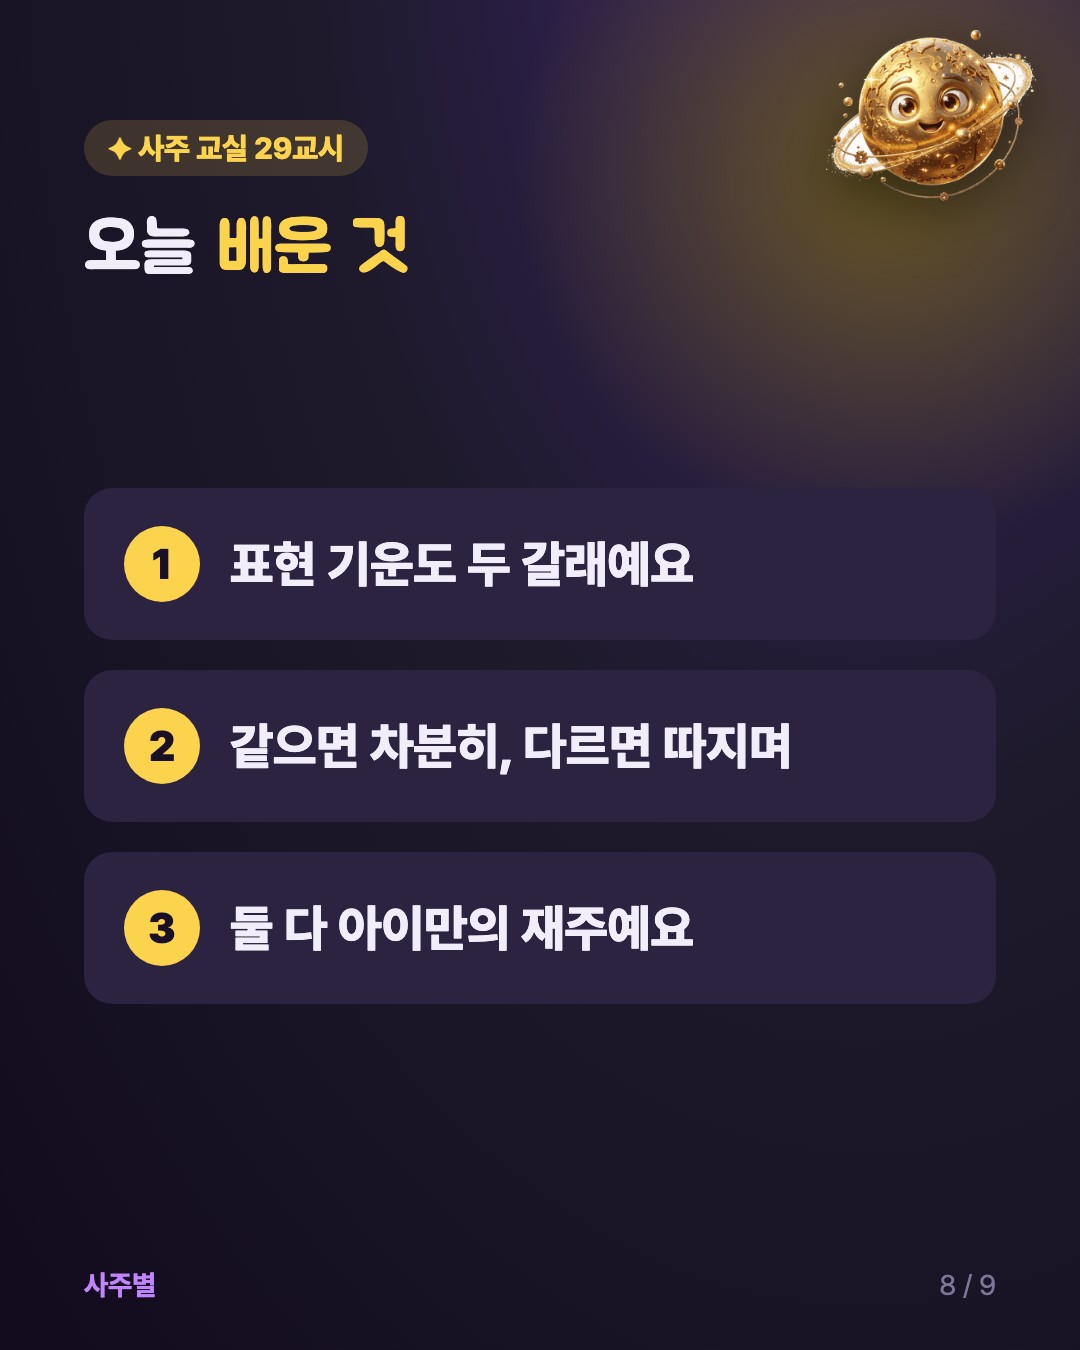 ✦ 사주 교실 29교시
오늘 배운 것
1 표현 기운도 두 갈래예요
2 같으면 차분히, 다르면 따지며
3 둘 다 아이만의 재주예요
사주별
8 / 9